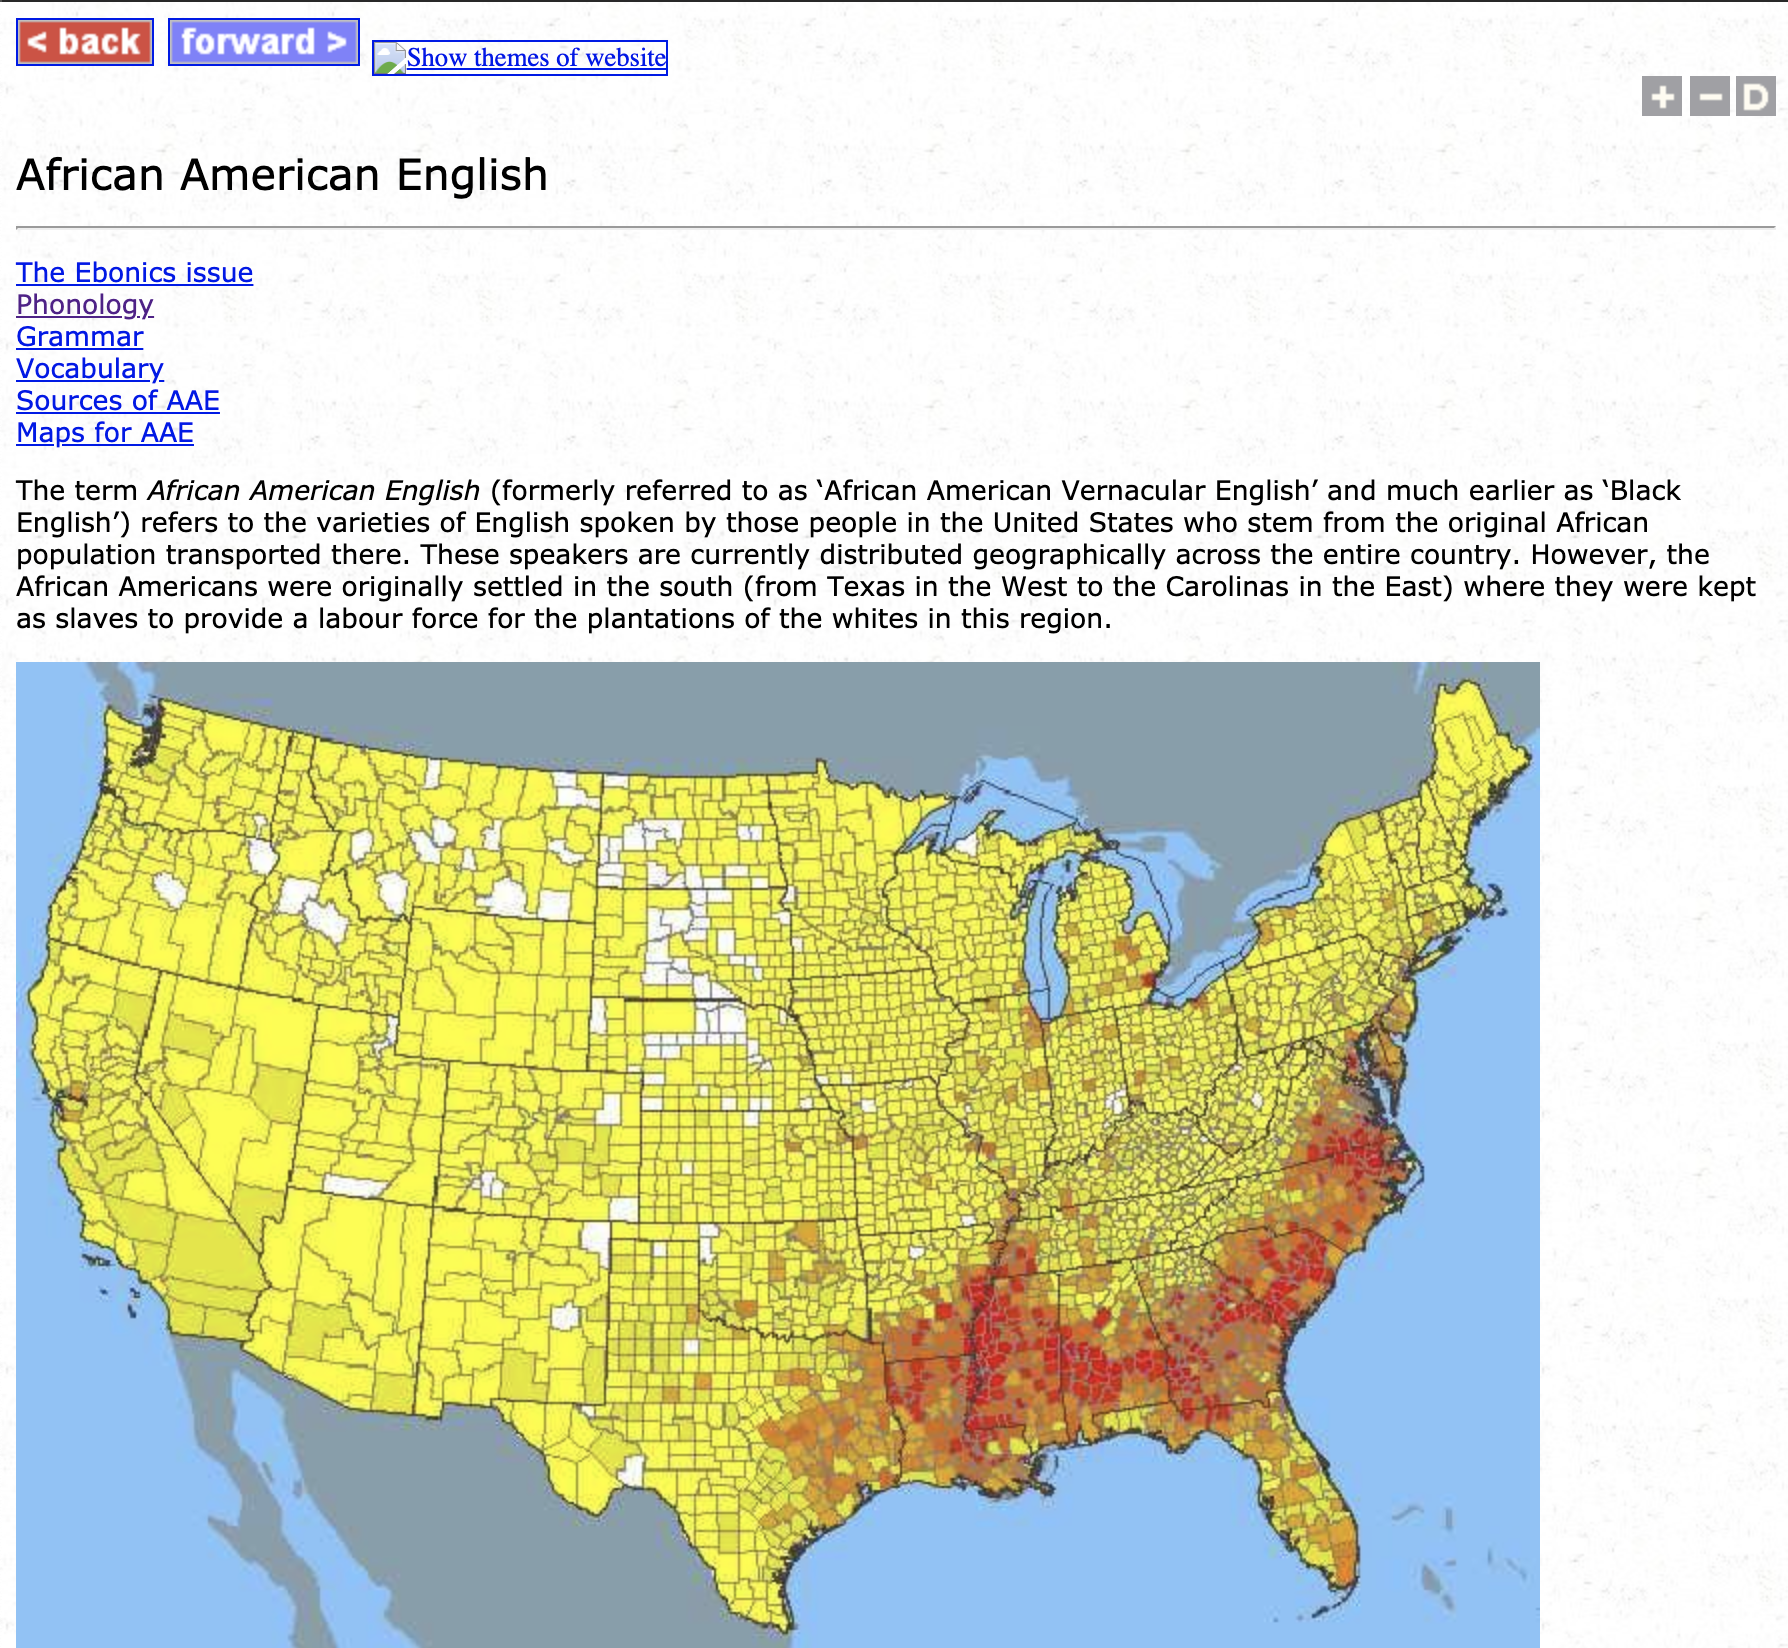 < back
forward >
Show themes of website
+
−
D
African American English
The Ebonics issue
Phonology
Grammar
Vocabulary
Sources of AAE
Maps for AAE
The term African American English (formerly referred to as ‘African American Vernacular English’ and much earlier as ‘Black
English’) refers to the varieties of English spoken by those people in the United States who stem from the original African
population transported there. These speakers are currently distributed geographically across the entire country. However, the
African Americans were originally settled in the south (from Texas in the West to the Carolinas in the East) where they were kept
as slaves to provide a labour force for the plantations of the whites in this region.